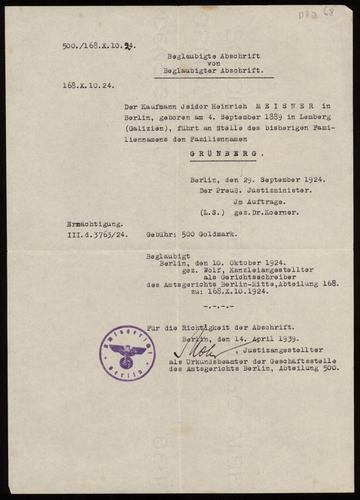 68
500./168.X.10.24.
Beglaubigte Abschrift
von
Beglaubigter Abschrift.
168.X.10.24.
Der Kaufmann Jsidor Heinrich MEISNER in
Berlin, geboren am 4. September 1889 in Lemberg
(Galizien), führt an Stelle des bisherigen Fami-
liennamens den Familiennamen
GRÜNBERG.
Berlin, den 29. September 1924.
Der Preuß. Justizminister.
Jm Auftrage.
(L.S.) gez.Dr.Koerner.
Ermächtigung.
III.d.3763/24. Gebühr: 500 Goldmark.
Beglaubigt
Berlin, den 10. Oktober 1924.
gez. Wolf, Kanzleiangestellter
als Gerichtsschreiber
des Amtsgerichts Berlin-Mitte, Abteilung 168.
zu: 168.X.10.1924.
-.-.-.-
Für die Richtigkeit der Abschrift.
Berlin, den 14. April 1939.
, Justizangestellter
als Urkundsbeamter der Geschäftsstelle
des Amtsgerichts Berlin, Abteilung 500.
Amtsgericht
Berlin